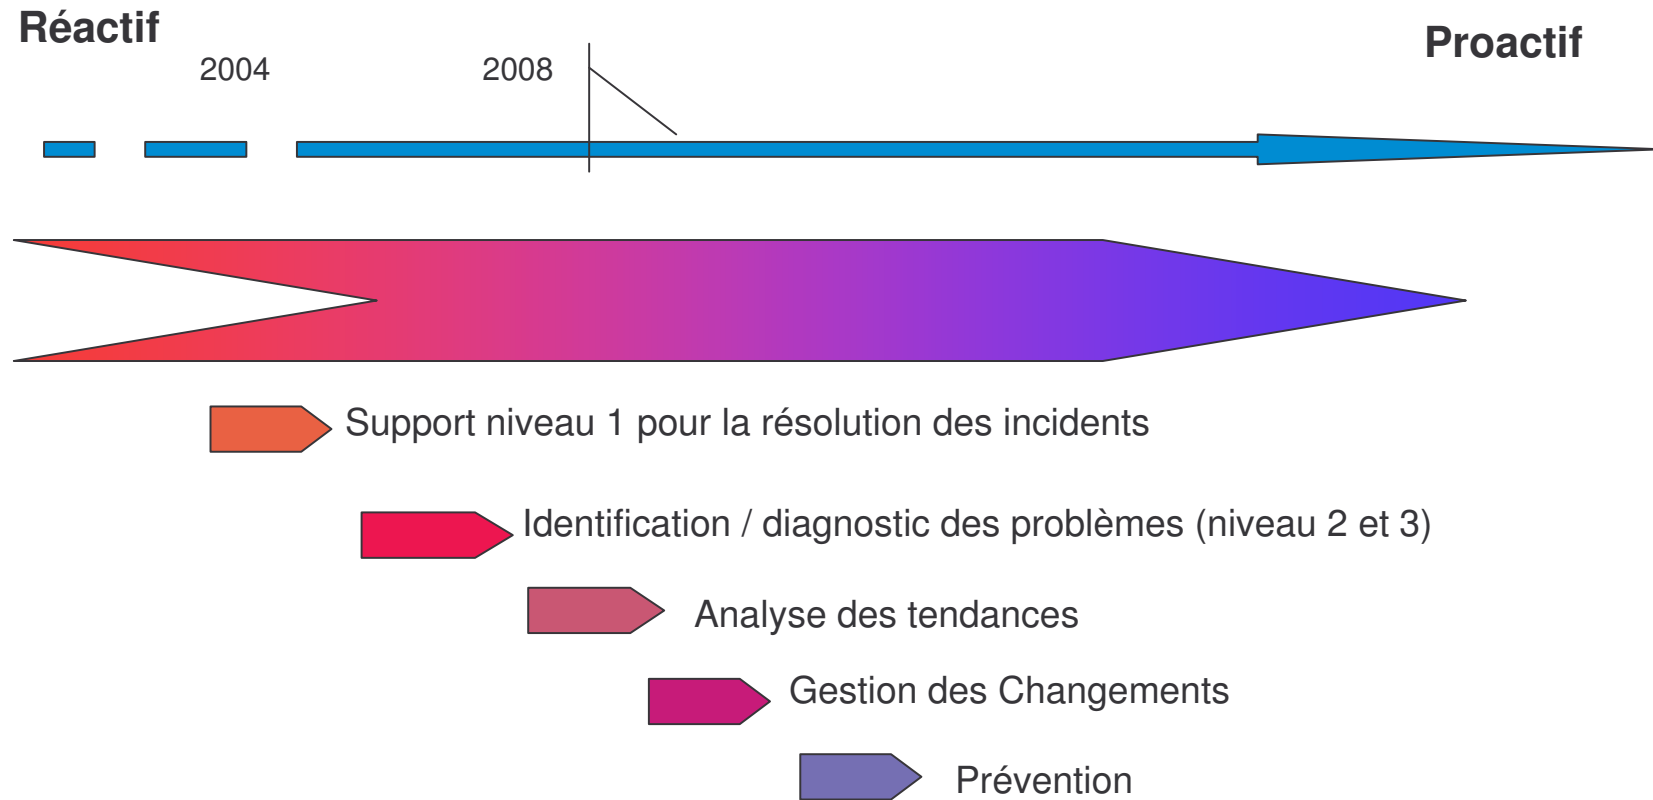 Réactif
Proactif
2004
2008
Support niveau 1 pour la résolution des incidents
Identification / diagnostic des problèmes (niveau 2 et 3)
Analyse des tendances
Gestion des Changements
Prévention